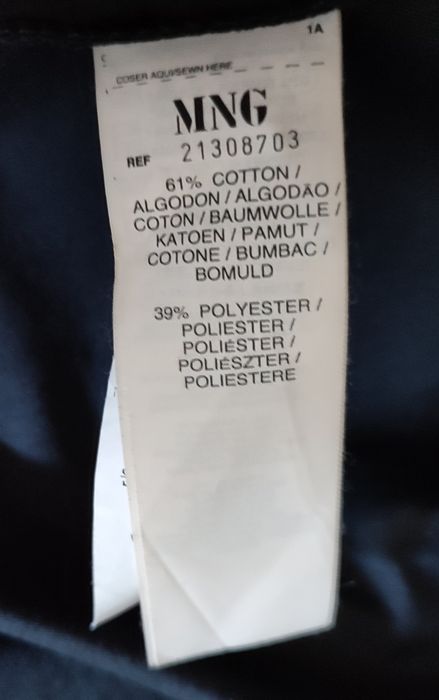 1A
COSER AQUI/SEWN HERE
MNG
REF 21308703
61% COTTON /
ALGODON / ALGODÃO /
COTON / BAUMWOLLE /
KATOEN / PAMUT /
COTONE / BUMBAC /
BOMULD
39% POLYESTER /
POLIESTER /
POLIÉSTER /
POLIÉSZTER /
POLIESTERE